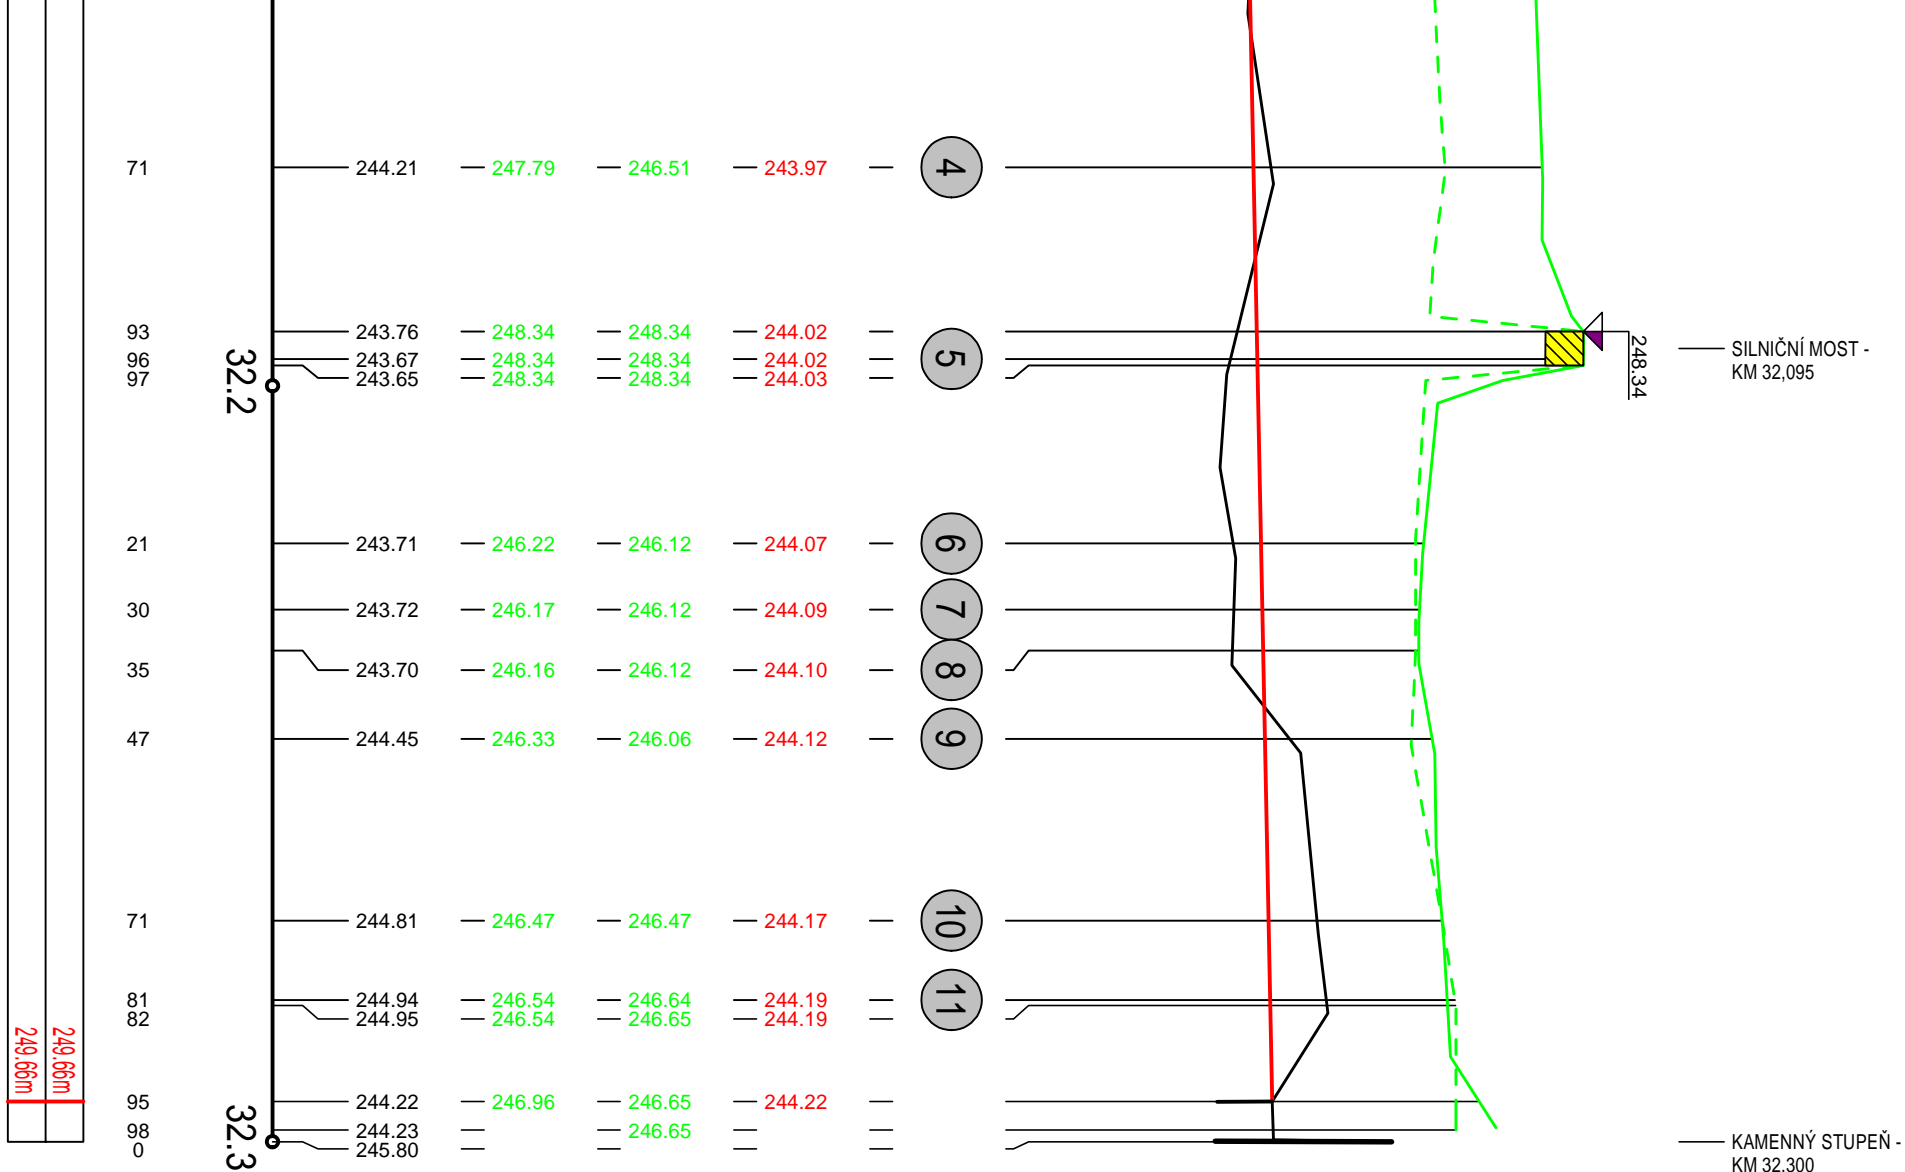 71 244.21 247.79 246.51 243.97 4
93 243.76 248.34 248.34 244.02
96 243.67 248.34 248.34 244.02 5
97 243.65 248.34 248.34 244.03
32.2
248.34
SILNIČNÍ MOST -
KM 32,095
21 243.71 246.22 246.12 244.07 6
30 243.72 246.17 246.12 244.09 7
35 243.70 246.16 246.12 244.10 8
47 244.45 246.33 246.06 244.12 9
71 244.81 246.47 246.47 244.17 10
81 244.94 246.54 246.64 244.19 11
82 244.95 246.54 246.65 244.19
249.66m
249.66m
95 244.22 246.96 246.65 244.22
98 244.23 246.65
0 245.80
32.3
KAMENNÝ STUPEŇ -
KM 32.300